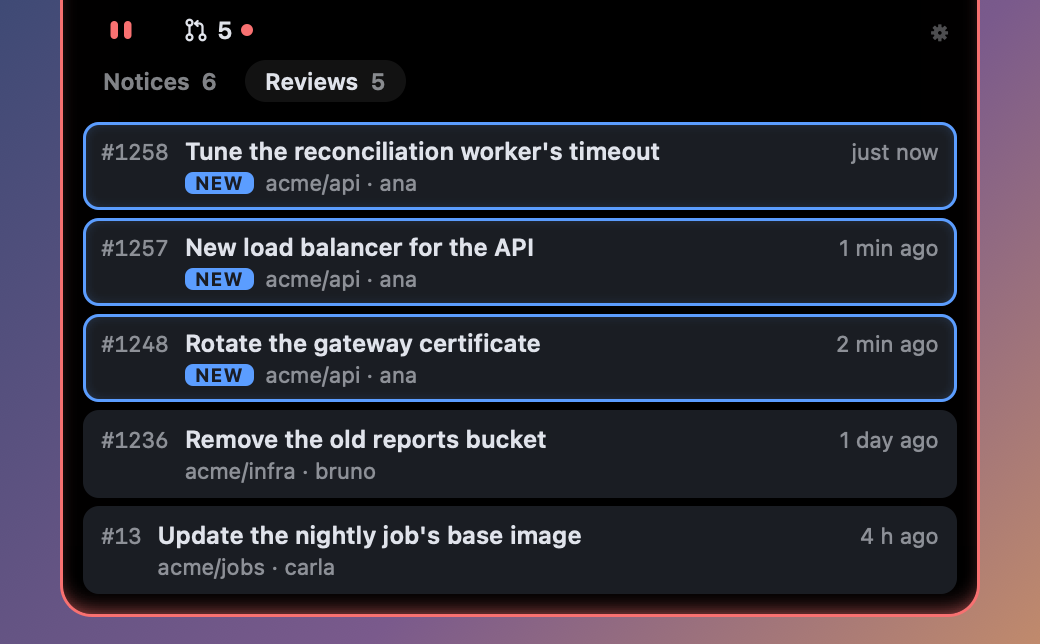 5
Notices 6 Reviews 5
#1258 Tune the reconciliation worker's timeout just now
NEW acme/api · ana
#1257 New load balancer for the API 1 min ago
NEW acme/api · ana
#1248 Rotate the gateway certificate 2 min ago
NEW acme/api · ana
#1236 Remove the old reports bucket 1 day ago
acme/infra · bruno
#13 Update the nightly job's base image 4 h ago
acme/jobs · carla